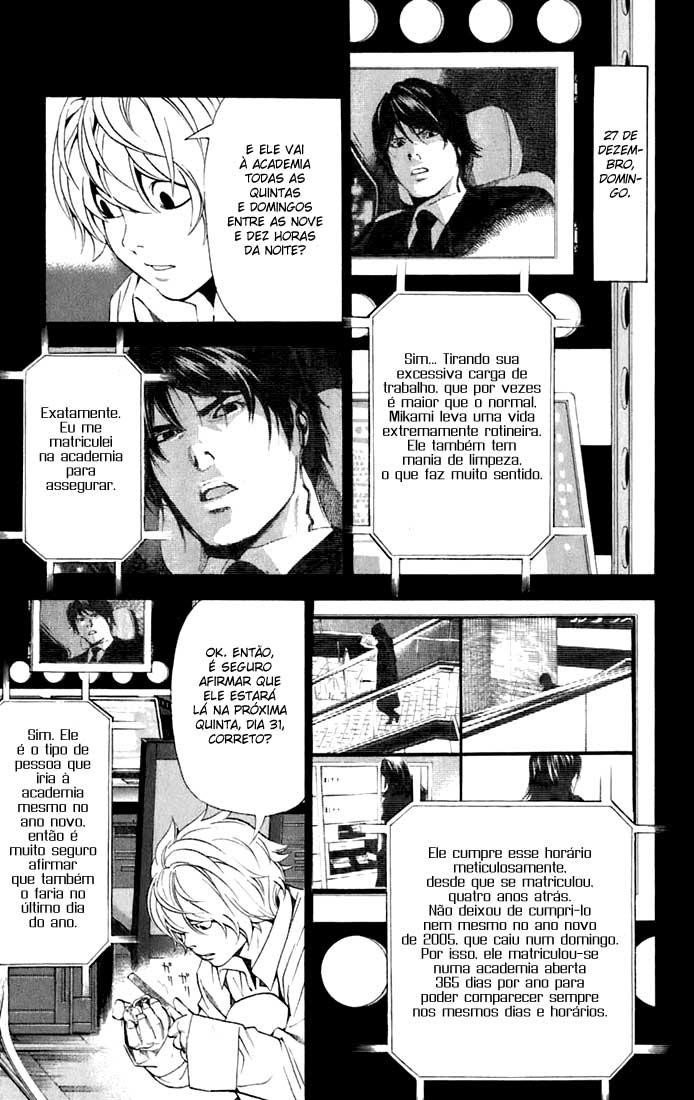 27 DE
DEZEM-
BRO,
DOMIN-
GO.
E ELE VAI
À ACADEMIA
TODAS AS
QUINTAS
E DOMINGOS
ENTRE AS NOVE
E DEZ HORAS
DA NOITE?
Sim... Tirando sua
excessiva carga de
trabalho, que por vezes
é maior que o normal,
Mikami leva uma vida
extremamente rotineira.
Ele também tem
mania de limpeza,
o que faz muito sentido.
Exatamente.
Eu me
matriculei
na academia
para
assegurar.
Ele cumpre esse horário
meticulosamente,
desde que se matriculou,
quatro anos atrás.
Não deixou de cumpri-lo
nem mesmo no ano novo
de 2005, que caiu num domingo.
Por isso, ele matriculou-se
numa academia aberta
365 dias por ano para
poder comparecer sempre
nos mesmos dias e horários.
OK. ENTÃO,
É SEGURO
AFIRMAR QUE
ELE ESTARÁ
LÁ NA PRÓXIMA
QUINTA, DIA 31,
CORRETO?
Sim. Ele
é o tipo de
pessoa que
iria à
academia
mesmo no
ano novo,
então é
muito seguro
afirmar
que também
o faria no
último dia
do ano.